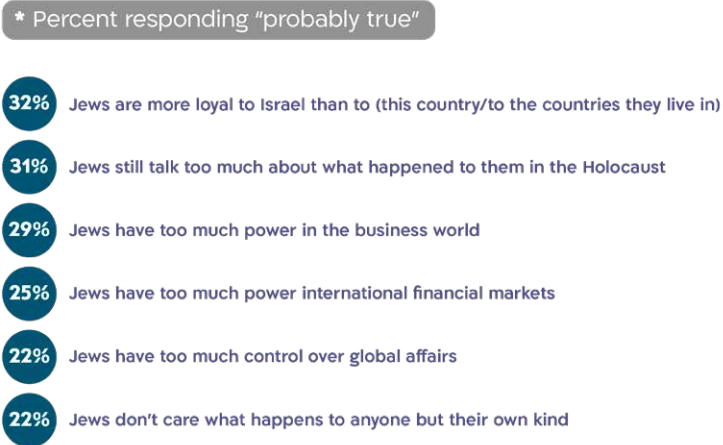 * Percent responding “probably true”
32% Jews are more loyal to Israel than to (this country/to the countries they live in)
31% Jews still talk too much about what happened to them in the Holocaust
29% Jews have too much power in the business world
25% Jews have too much power international financial markets
22% Jews have too much control over global affairs
22% Jews don’t care what happens to anyone but their own kind